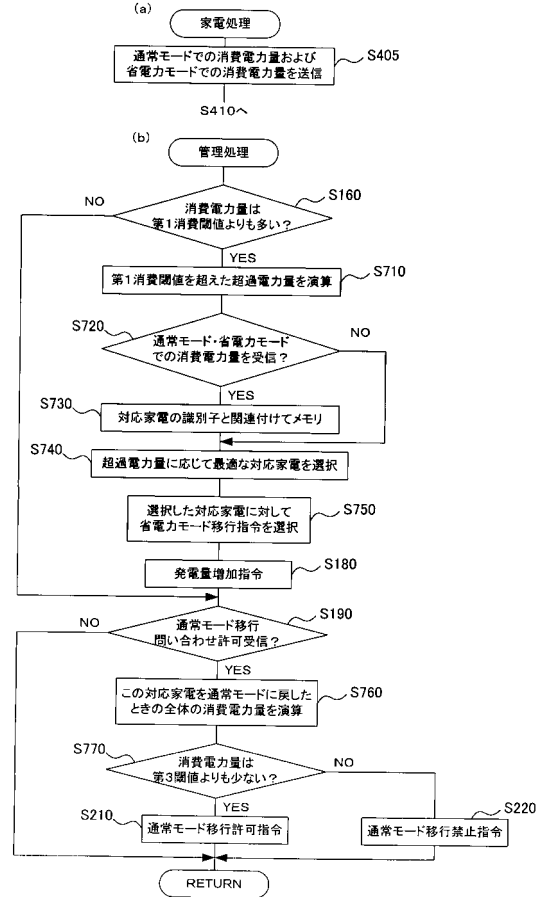 (a)
家電処理
通常モードでの消費電力量および
省電力モードでの消費電力量を送信
S405
S410へ
(b)
管理処理
S160
NO
消費電力量は
第1消費閾値よりも多い?
YES
第1消費閾値を超えた超過電力量を演算
S710
S720
通常モード・省電力モード
での消費電力量を受信?
NO
YES
S730
対応家電の識別子と関連付けてメモリ
S740
超過電力量に応じて最適な対応家電を選択
選択した対応家電に対して
省電力モード移行指令を選択
S750
発電量増加指令
S180
S190
NO
通常モード移行
問い合わせ許可受信?
YES
この対応家電を通常モードに戻した
ときの全体の消費電力量を演算
S760
S770
消費電力量は
第3閾値よりも少ない?
NO
YES
S210
通常モード移行許可指令
S220
通常モード移行禁止指令
RETURN